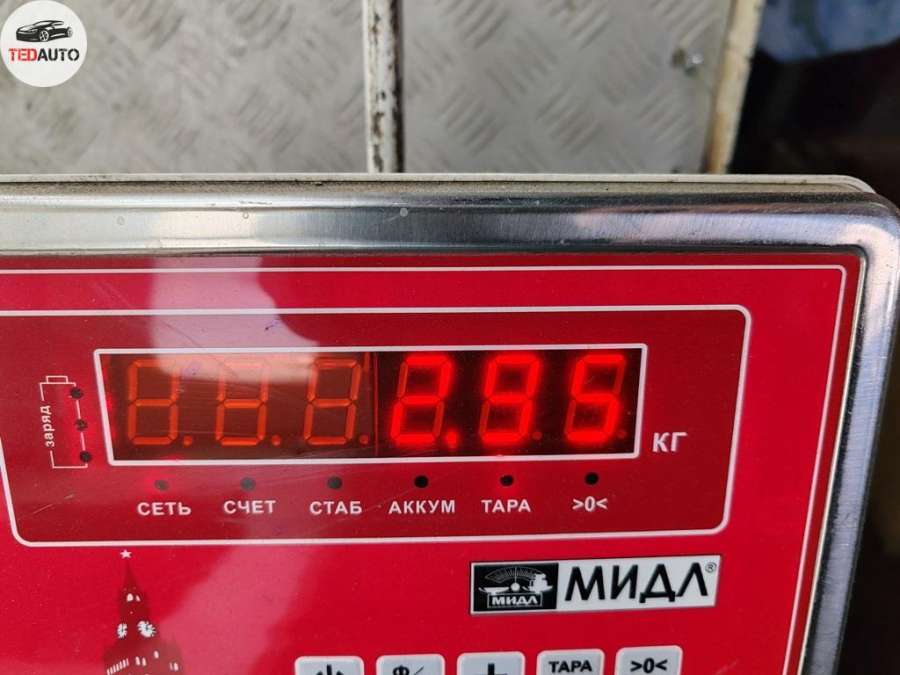 TEDAUTO
заряд
2.95
КГ
СЕТЬ СЧЕТ СТАБ АККУМ ТАРА >0<
МИДЛ МИДЛ®
ТАРА >0<